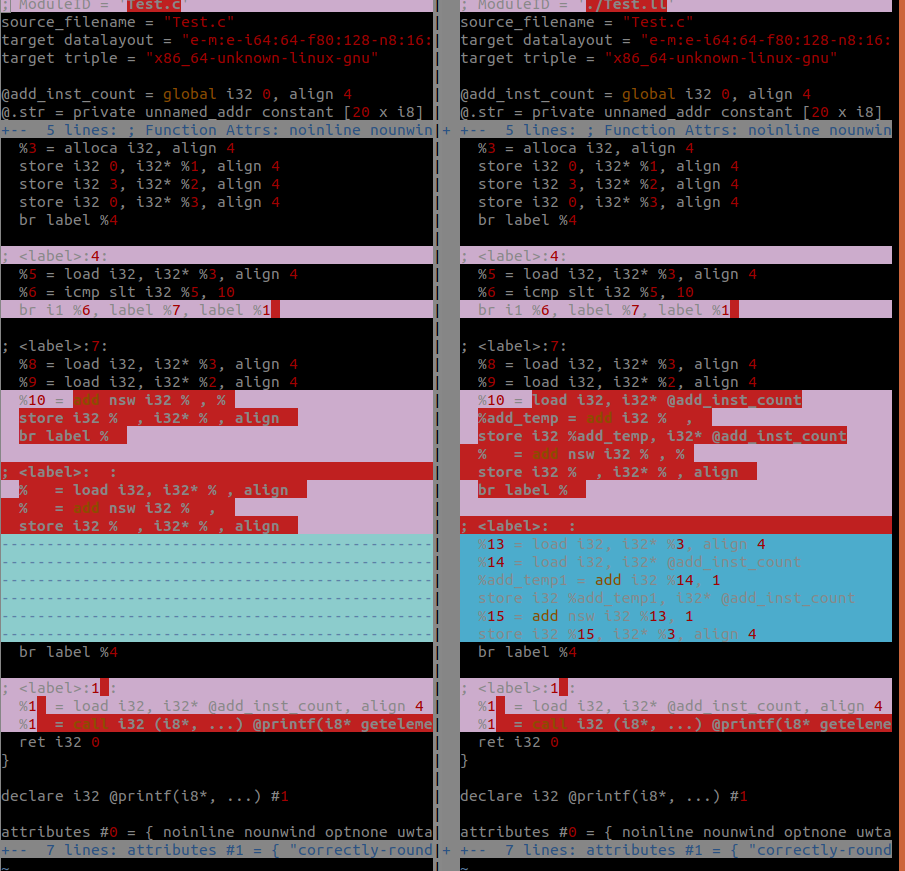 ; ModuleID = 'Test.c'
source_filename = "Test.c"
target datalayout = "e-m:e-i64:64-f80:128-n8:16:
target triple = "x86_64-unknown-linux-gnu"
@add_inst_count = global i32 0, align 4
@.str = private unnamed_addr constant [20 x i8]
+-- 5 lines: ; Function Attrs: noinline nounwin
%3 = alloca i32, align 4
store i32 0, i32* %1, align 4
store i32 3, i32* %2, align 4
store i32 0, i32* %3, align 4
br label %4
; <label>:4:
%5 = load i32, i32* %3, align 4
%6 = icmp slt i32 %5, 10
br i1 %6, label %7, label %1
; <label>:7:
%8 = load i32, i32* %3, align 4
%9 = load i32, i32* %2, align 4
%10 = add nsw i32 % , %
store i32 % , i32* % , align
br label %
; <label>: :
% = load i32, i32* % , align
% = add nsw i32 % ,
store i32 % , i32* % , align
br label %4
; <label>:1 :
%1 = load i32, i32* @add_inst_count, align 4
%1 = call i32 (i8*, ...) @printf(i8* geteleme
ret i32 0
}
declare i32 @printf(i8*, ...) #1
attributes #0 = { noinline nounwind optnone uwta
+-- 7 lines: attributes #1 = { "correctly-round
~
; ModuleID = './Test.ll'
source_filename = "Test.c"
target datalayout = "e-m:e-i64:64-f80:128-n8:16:
target triple = "x86_64-unknown-linux-gnu"
@add_inst_count = global i32 0, align 4
@.str = private unnamed_addr constant [20 x i8]
+ +-- 5 lines: ; Function Attrs: noinline nounwin
%3 = alloca i32, align 4
store i32 0, i32* %1, align 4
store i32 3, i32* %2, align 4
store i32 0, i32* %3, align 4
br label %4
; <label>:4:
%5 = load i32, i32* %3, align 4
%6 = icmp slt i32 %5, 10
br i1 %6, label %7, label %1
; <label>:7:
%8 = load i32, i32* %3, align 4
%9 = load i32, i32* %2, align 4
%10 = load i32, i32* @add_inst_count
%add_temp = add i32 % ,
store i32 %add_temp, i32* @add_inst_count
% = add nsw i32 % , %
store i32 % , i32* % , align
br label %
; <label>: :
%13 = load i32, i32* %3, align 4
%14 = load i32, i32* @add_inst_count
%add_temp1 = add i32 %14, 1
store i32 %add_temp1, i32* @add_inst_count
%15 = add nsw i32 %13, 1
store i32 %15, i32* %3, align 4
br label %4
; <label>:1 :
%1 = load i32, i32* @add_inst_count, align 4
%1 = call i32 (i8*, ...) @printf(i8* geteleme
ret i32 0
}
declare i32 @printf(i8*, ...) #1
attributes #0 = { noinline nounwind optnone uwta
+ +-- 7 lines: attributes #1 = { "correctly-round
~